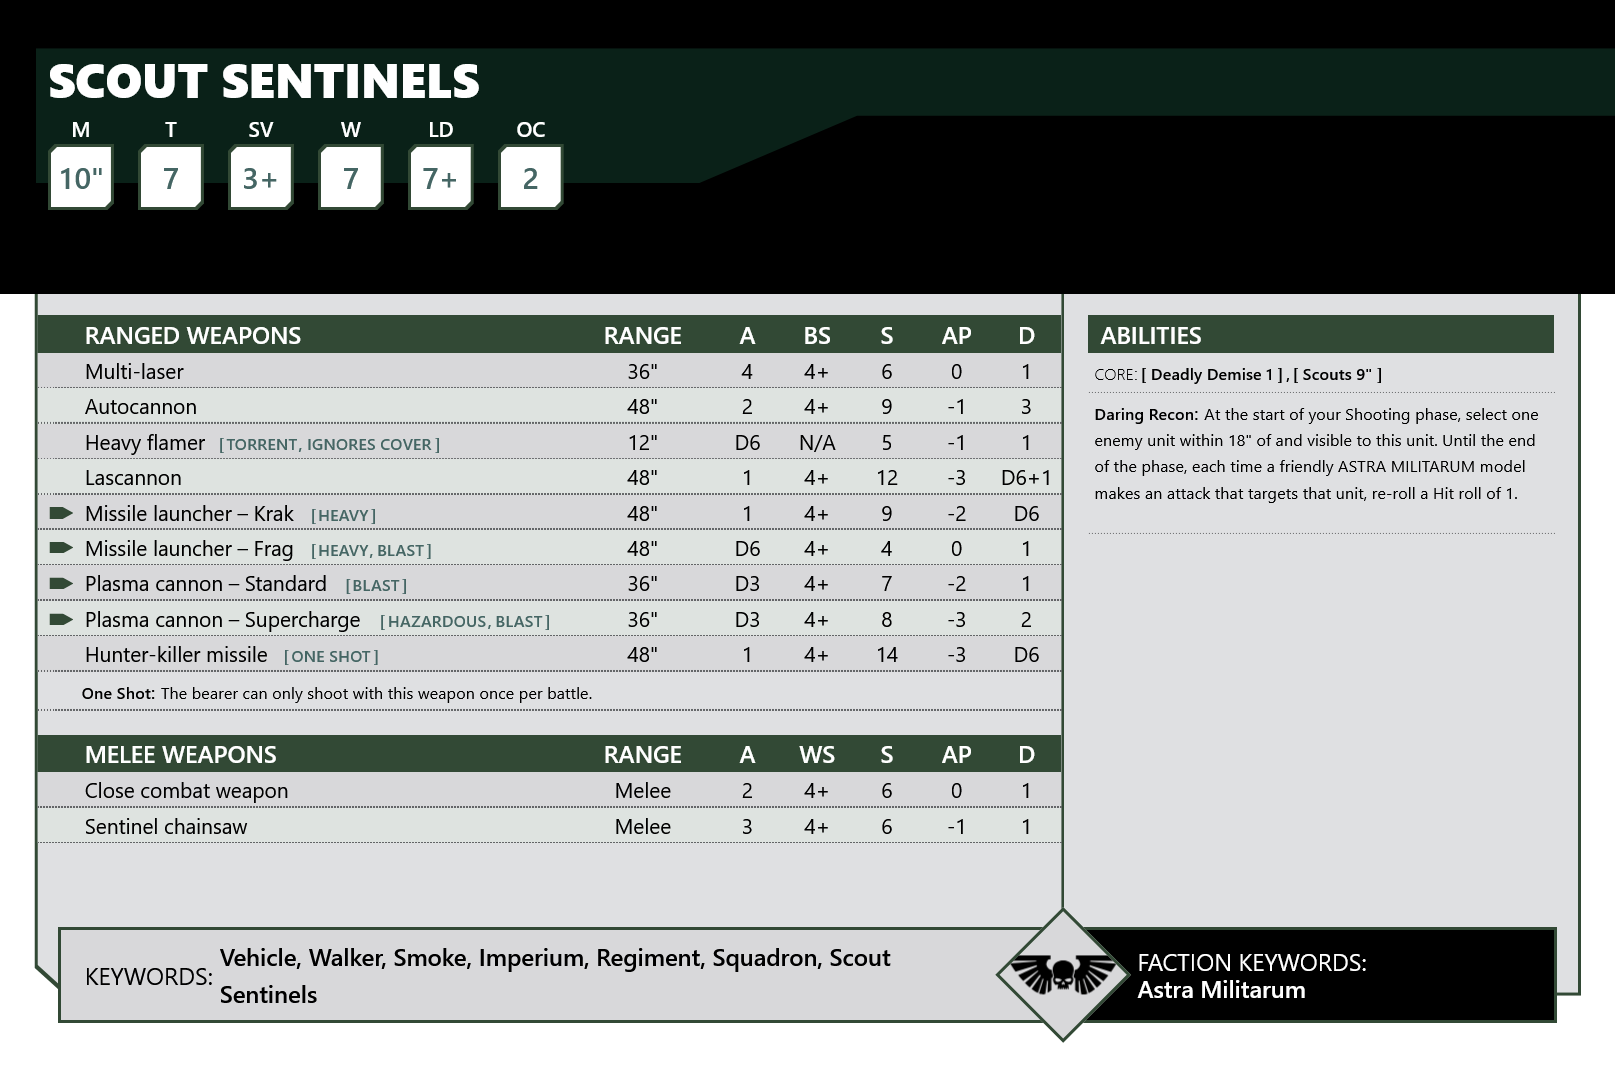 SCOUT SENTINELS
M T SV W LD OC
10" 7 3+ 7 7+ 2
RANGED WEAPONS RANGE A BS S AP D
Multi-laser 36" 4 4+ 6 0 1
Autocannon 48" 2 4+ 9 -1 3
Heavy flamer [TORRENT, IGNORES COVER] 12" D6 N/A 5 -1 1
Lascannon 48" 1 4+ 12 -3 D6+1
Missile launcher – Krak [HEAVY] 48" 1 4+ 9 -2 D6
Missile launcher – Frag [HEAVY, BLAST] 48" D6 4+ 4 0 1
Plasma cannon – Standard [BLAST] 36" D3 4+ 7 -2 1
Plasma cannon – Supercharge [HAZARDOUS, BLAST] 36" D3 4+ 8 -3 2
Hunter-killer missile [ONE SHOT] 48" 1 4+ 14 -3 D6
One Shot: The bearer can only shoot with this weapon once per battle.
MELEE WEAPONS RANGE A WS S AP D
Close combat weapon Melee 2 4+ 6 0 1
Sentinel chainsaw Melee 3 4+ 6 -1 1
ABILITIES
CORE: [ Deadly Demise 1 ] , [ Scouts 9" ]
Daring Recon: At the start of your Shooting phase, select one
enemy unit within 18" of and visible to this unit. Until the end
of the phase, each time a friendly ASTRA MILITARUM model
makes an attack that targets that unit, re-roll a Hit roll of 1.
KEYWORDS: Vehicle, Walker, Smoke, Imperium, Regiment, Squadron, Scout
Sentinels
FACTION KEYWORDS:
Astra Militarum